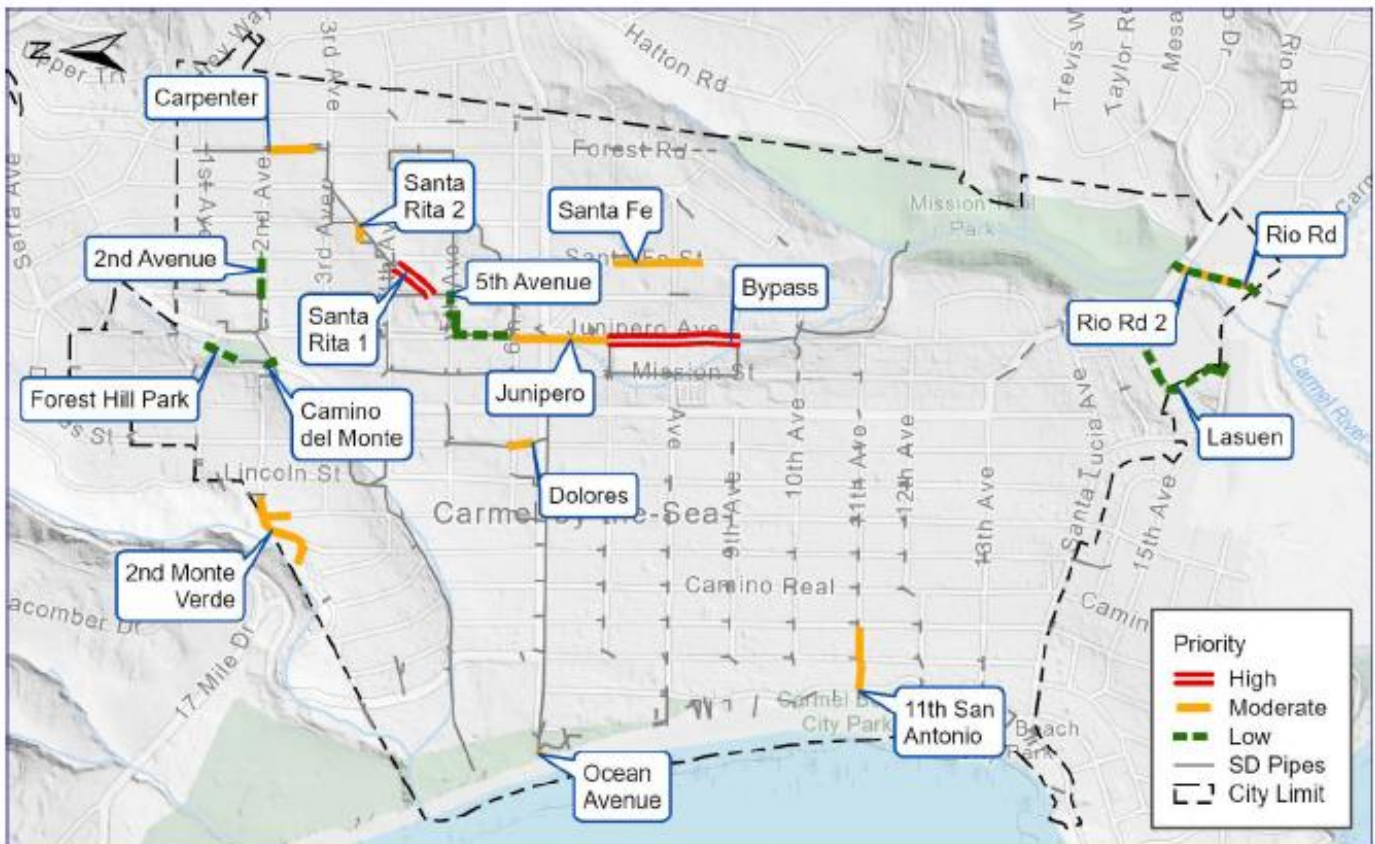 N
3rd Ave
Hatton Rd
Rio Rd
Carpenter
Forest Rd
1st Ave
2nd Ave
3rd Ave
Serra Ave
Santa
Rita 2
Santa Fe
Santa Fe St
Mission Trail
Park
Rio Rd
2nd Avenue
5th Avenue
Bypass
Santa
Rita 1
Junipero Ave
Rio Rd 2
Mission St
Junipero
Forest Hill Park
Camino
del Monte
Carmel River
Lasuen
Lincoln St
Dolores
Ave
9th Ave
10th Ave
11th Ave
12th Ave
13th Ave
Santa Lucia Ave
15th Ave
Carmel-by-the-Sea
2nd Monte
Verde
Camino Real
17 Mile Dr
11th San
Antonio
City Park
Beach
Ocean
Avenue
Priority
High
Moderate
Low
SD Pipes
City Limit